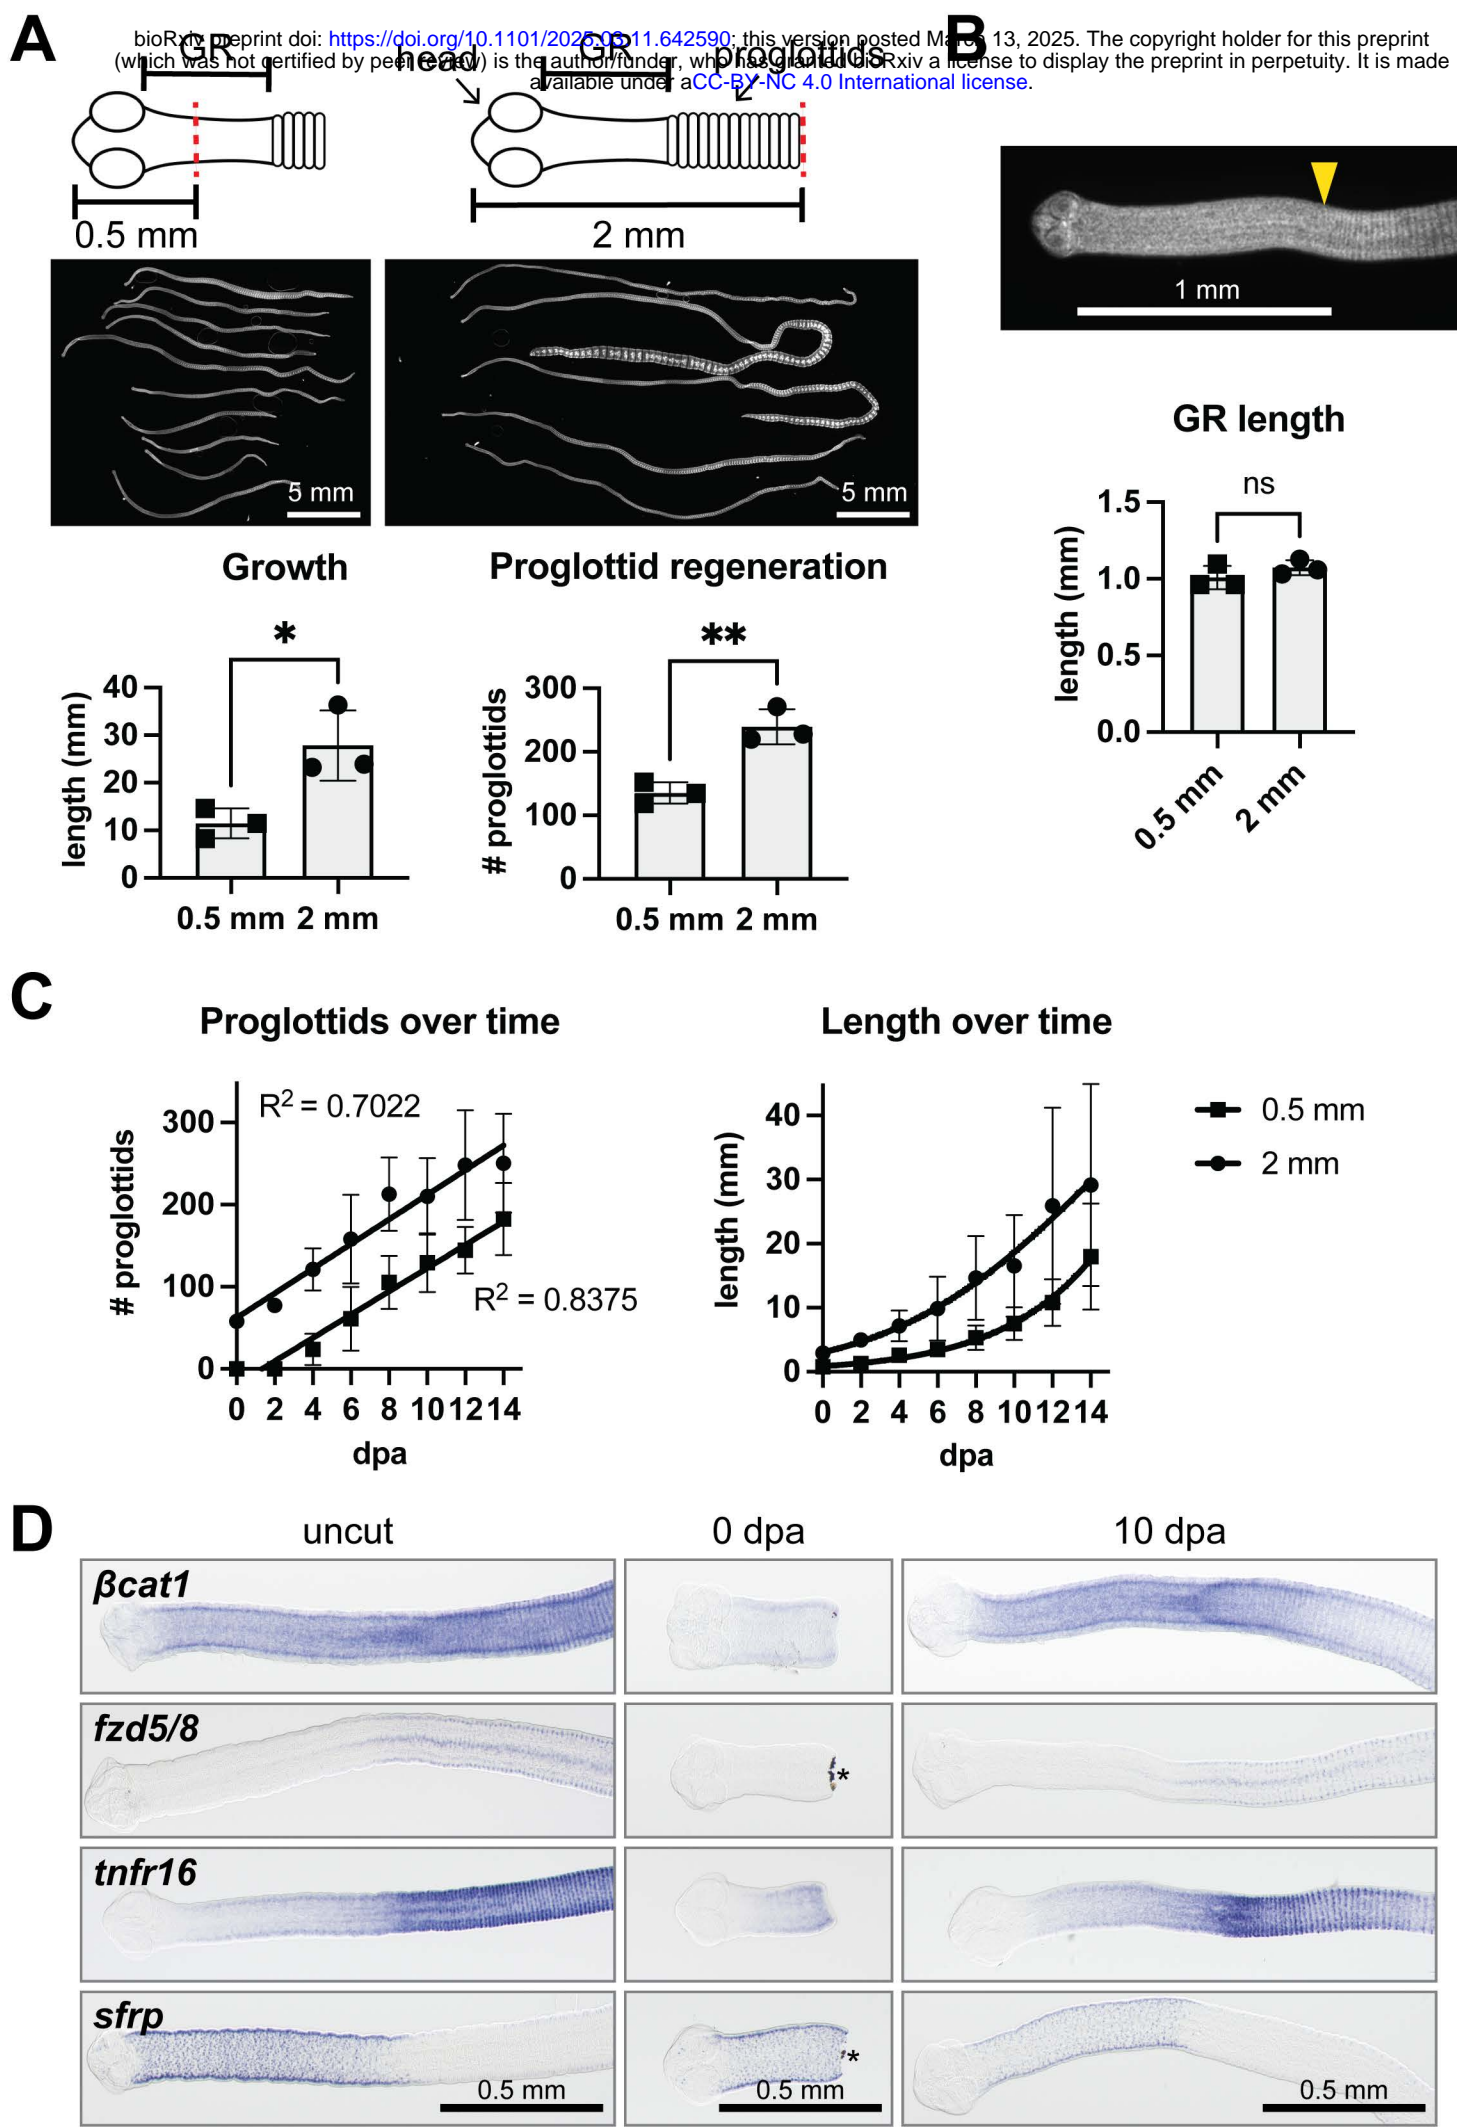 A
B
bioRxiv preprint doi: https://doi.org/10.1101/2025.03.11.642590; this version posted March 13, 2025. The copyright holder for this preprint
(which was not certified by peer review) is the author/funder, who has granted bioRxiv a license to display the preprint in perpetuity. It is made
available under aCC-BY-NC 4.0 International license.
GR
head
GR
proglottids
0.5 mm
2 mm
5 mm
5 mm
1 mm
Growth
*
length (mm)
40
30
20
10
0
0.5 mm
2 mm
Proglottid regeneration
**
# proglottids
300
200
100
0
0.5 mm
2 mm
GR length
ns
length (mm)
1.5
1.0
0.5
0.0
0.5 mm
2 mm
C
Proglottids over time
R² = 0.7022
R² = 0.8375
# proglottids
300
200
100
0
0 2 4 6 8 10 12 14
dpa
Length over time
length (mm)
40
30
20
10
0
0 2 4 6 8 10 12 14
dpa
0.5 mm
2 mm
D
uncut
0 dpa
10 dpa
βcat1
fzd5/8
*
tnfr16
sfrp
*
0.5 mm
0.5 mm
0.5 mm